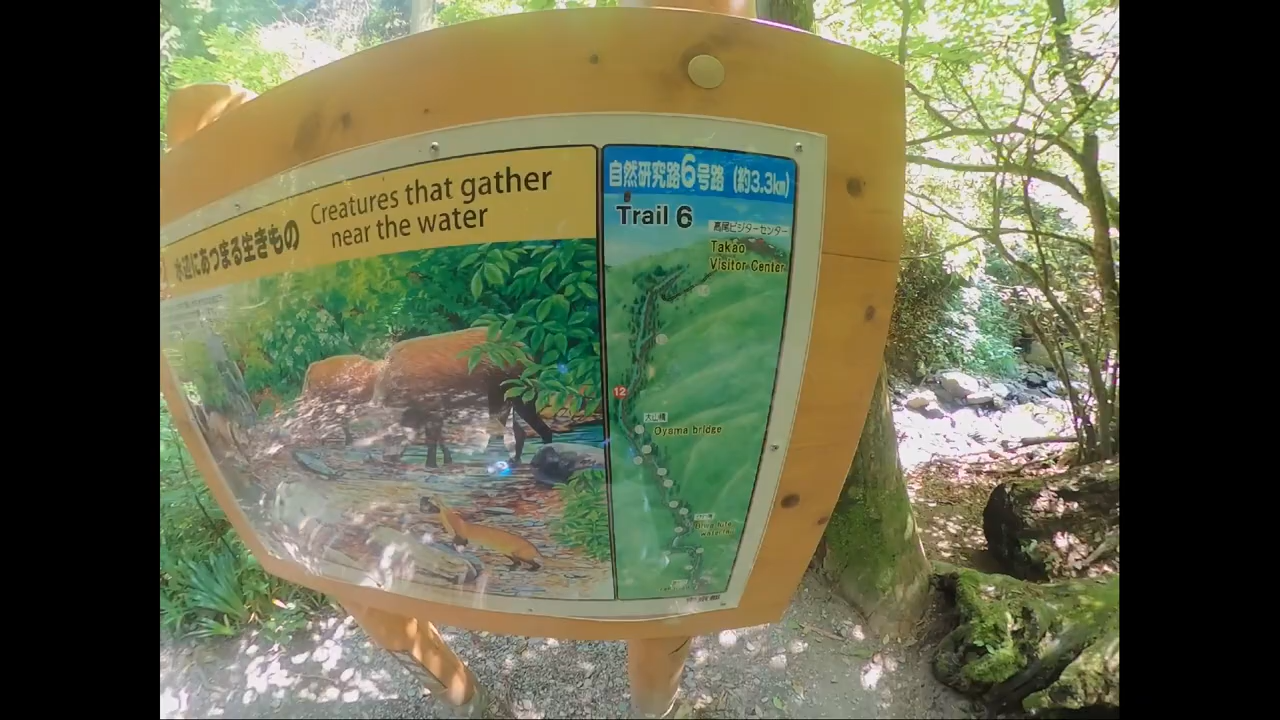 水辺にあつまる生きもの
Creatures that gather
near the water
自然研究路6号路 (約3.3km)
Trail 6
高尾ビジターセンター
Takao
Visitor Center
12
大山橋
Oyama bridge